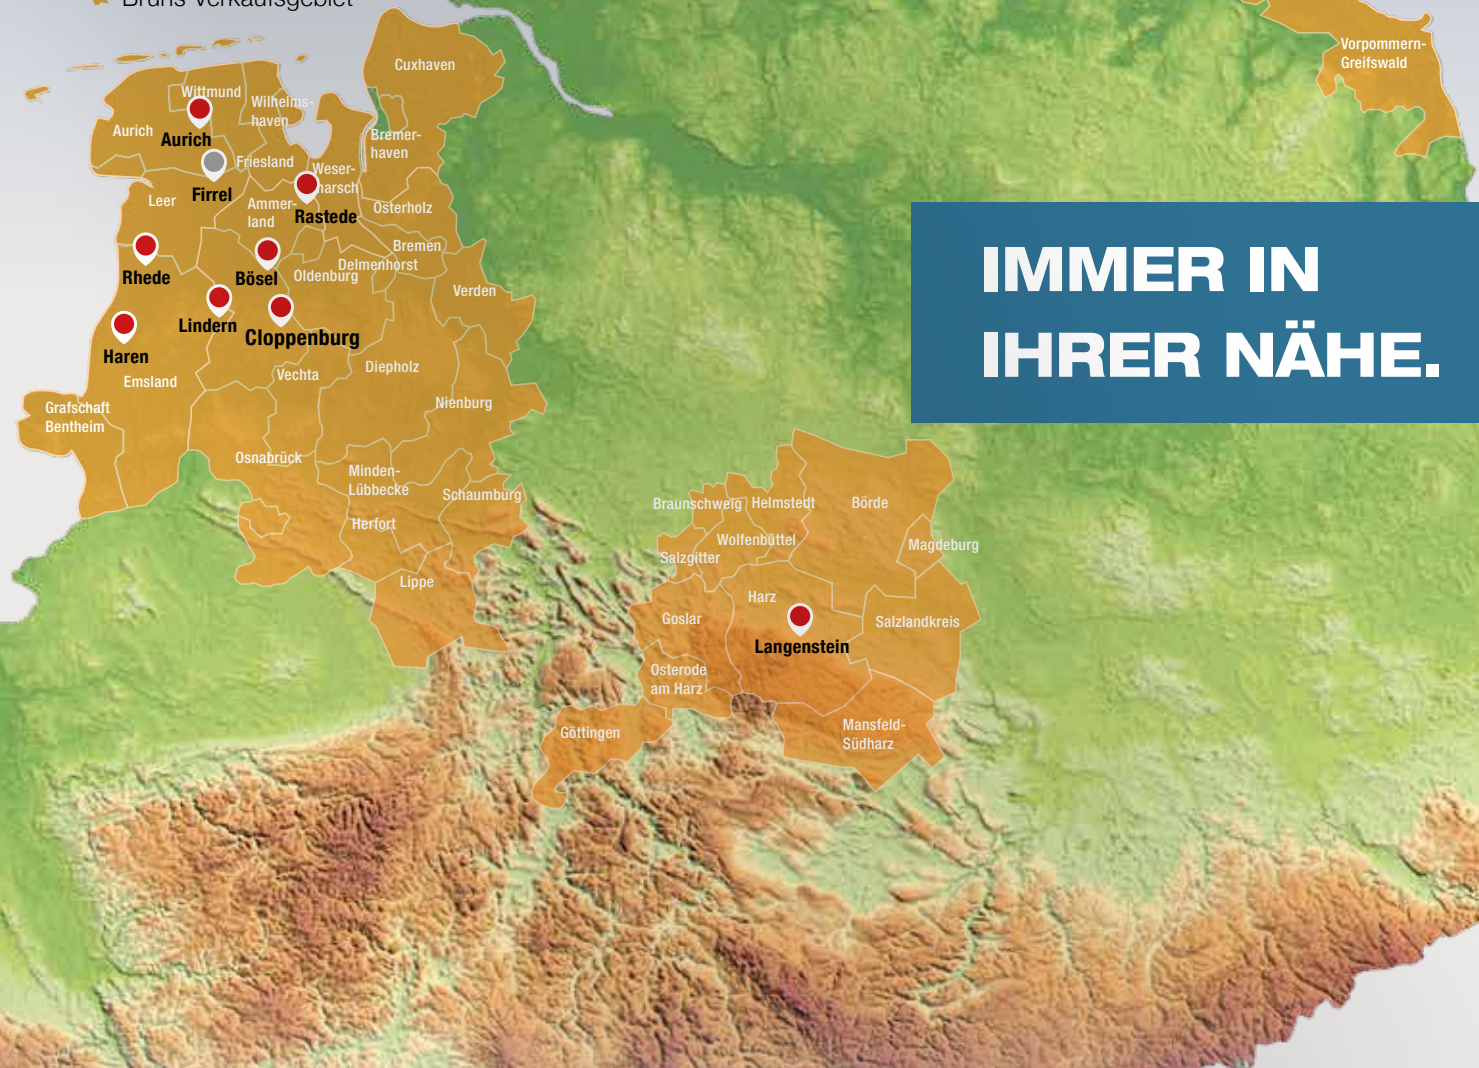 Bruns Verkaufsgebiet
Cuxhaven
Vorpommern-
Greifswald
Wittmund
Wilhelms-
haven
Aurich
Aurich
Bremer-
haven
Friesland
Weser-
marsch
Firrel
Leer
Ammer-
land
Rastede
Osterholz
Bremen
Delmenhorst
Rhede
Bösel
Oldenburg
Verden
Lindern
Cloppenburg
Haren
Emsland
Vechta
Diepholz
Nienburg
Grafschaft
Bentheim
Osnabrück
Minden-
Lübbecke
Schaumburg
Herfort
Lippe
IMMER IN
IHRER NÄHE.
Braunschweig
Helmstedt
Börde
Wolfenbüttel
Magdeburg
Salzgitter
Harz
Goslar
Salzlandkreis
Langenstein
Osterode
am Harz
Göttingen
Mansfeld-
Südharz